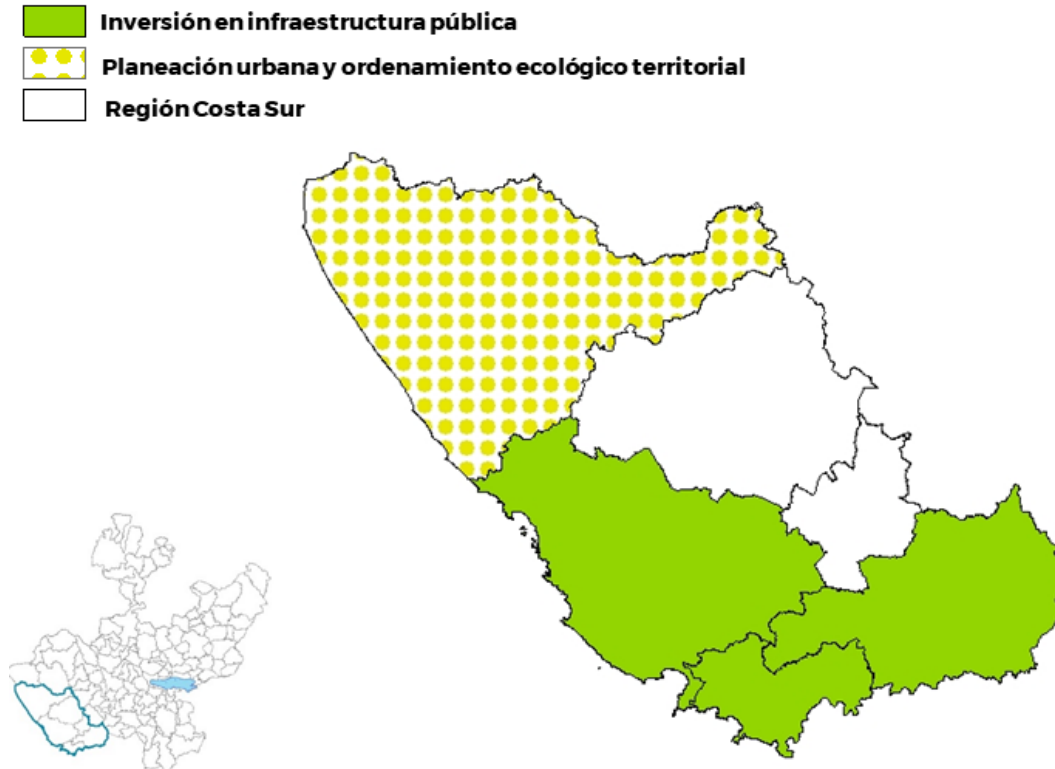 Inversión en infraestructura pública
Planeación urbana y ordenamiento ecológico territorial
Región Costa Sur